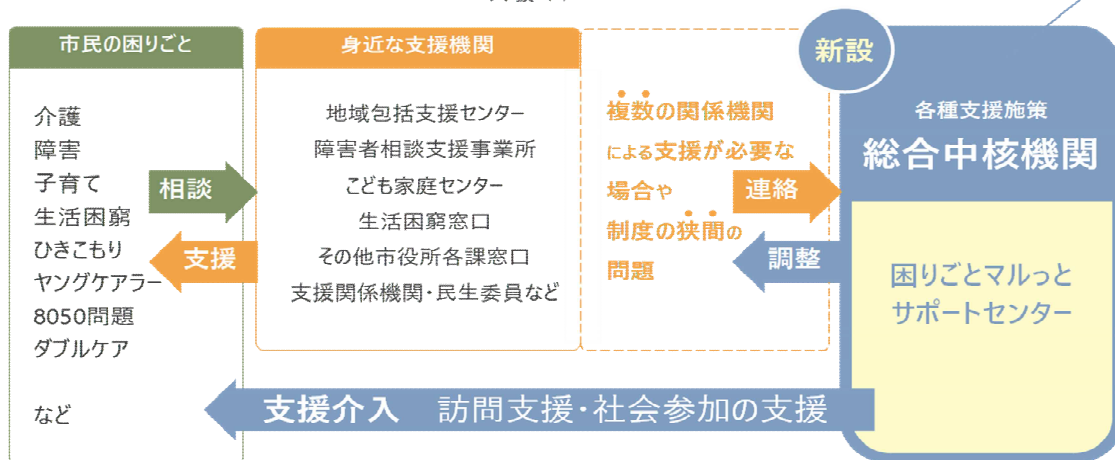 市民の困りごと
介護
障害
子育て
生活困窮
ひきこもり
ヤングケアラー
8050問題
ダブルケア
など
相談
支援
身近な支援機関
地域包括支援センター
障害者相談支援事業所
こども家庭センター
生活困窮窓口
その他市役所各課窓口
支援関係機関・民生委員など
複数の関係機関
による支援が必要な
場合や
制度の狭間の
問題
連絡
調整
新設
各種支援施策
総合中核機関
困りごとマルっと
サポートセンター
支援介入 訪問支援・社会参加の支援